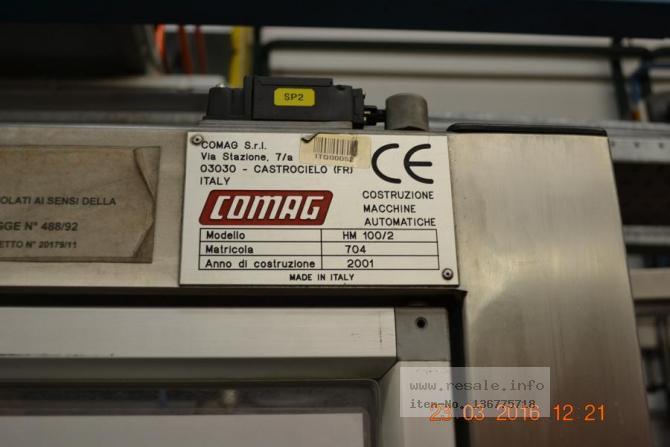 SP2
COMAG S.r.l.
Via Stazione, 7/a
03030 - CASTROCIELO (FR)
ITALY
CE
COMAG
COSTRUZIONE
MACCHINE
AUTOMATICHE
Modello HM 100/2
Matricola 704
Anno di costruzione 2001
MADE IN ITALY
OLATI AI SENSI DELLA
GGE N° 488/92
ETTO N° 20179/11
www.resale.info
item-No. 136775718
23 03 2016 12 21